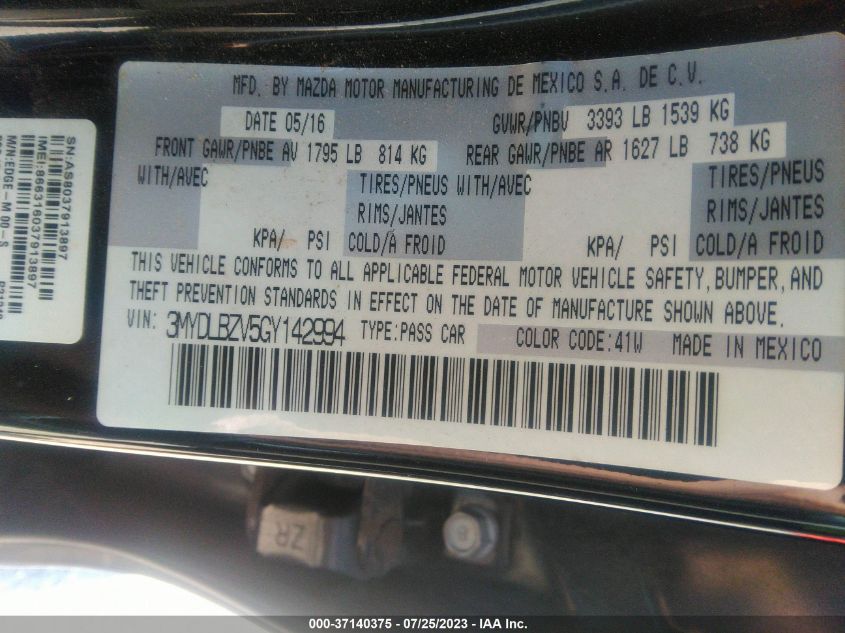 MFD. BY MAZDA MOTOR MANUFACTURING DE MEXICO S.A. DE C.V.
DATE 05/16 GVWR/PNBV 3393 LB 1539 KG
FRONT GAWR/PNBE AV 1795 LB 814 KG REAR GAWR/PNBE AR 1627 LB 738 KG
WITH/AVEC TIRES/PNEUS WITH/AVEC TIRES/PNEUS
RIMS/JANTES RIMS/JANTES
KPA/ PSI COLD/A FROID KPA/ PSI COLD/A FROID
THIS VEHICLE CONFORMS TO ALL APPLICABLE FEDERAL MOTOR VEHICLE SAFETY, BUMPER, AND
THEFT PREVENTION STANDARDS IN EFFECT ON THE DATE OF MANUFACTURE SHOWN ABOVE.
VIN: 3MYDLBZV5GY142994 TYPE:PASS CAR COLOR CODE:41W MADE IN MEXICO
SN:AS8037913897
IMEI:866316037913897
M/N:EDGE-M 00-S
ZR
000-37140375 | 07/25/2023 | IAA Inc.